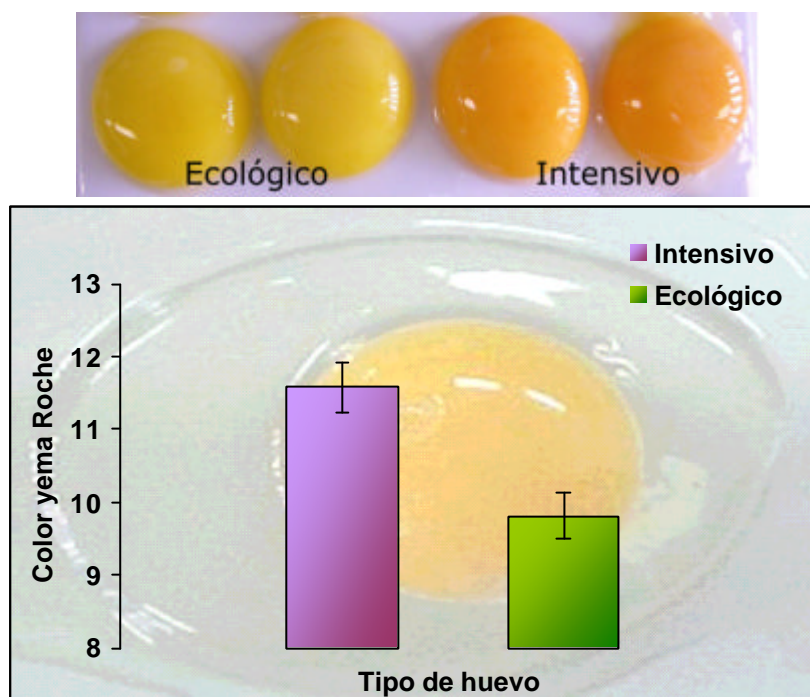 Ecológico Intensivo
Intensivo
Ecológico
Color yema Roche
13
12
11
10
9
8
Tipo de huevo